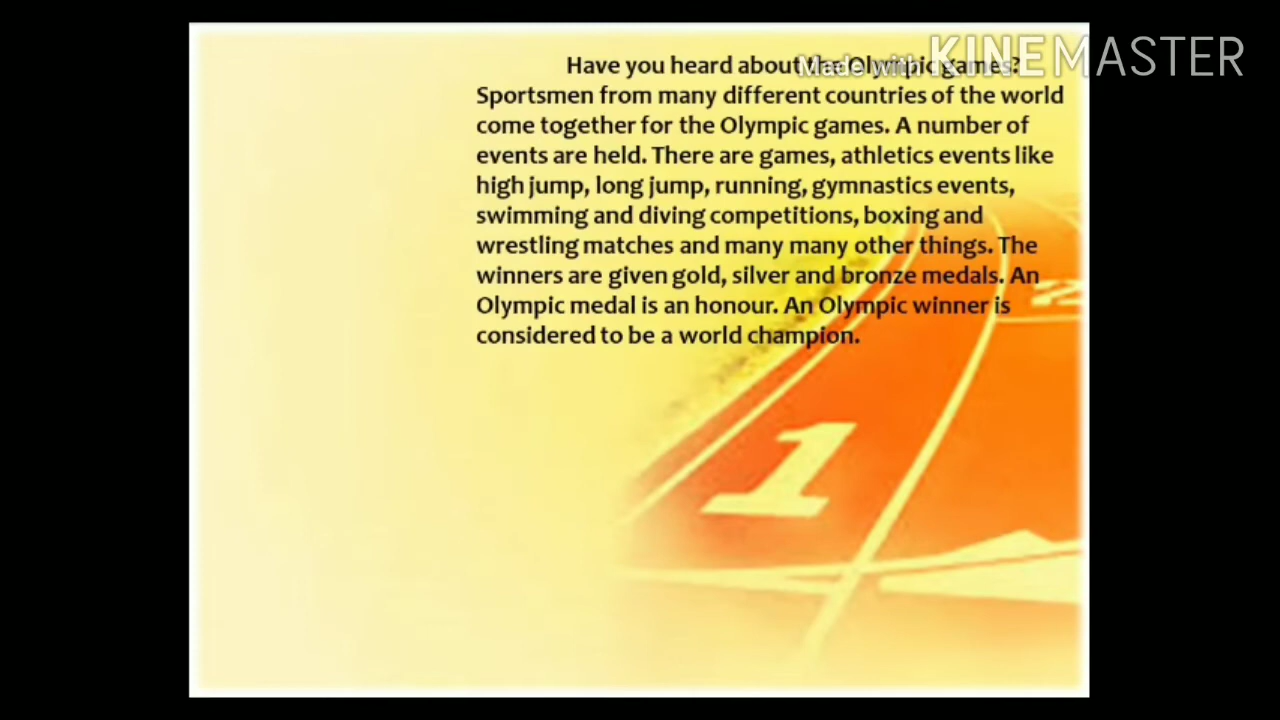 Made with KINEMASTER
Have you heard about the Olympic games?
Sportsmen from many different countries of the world
come together for the Olympic games. A number of
events are held. There are games, athletics events like
high jump, long jump, running, gymnastics events,
swimming and diving competitions, boxing and
wrestling matches and many many other things. The
winners are given gold, silver and bronze medals. An
Olympic medal is an honour. An Olympic winner is
considered to be a world champion.
2
1